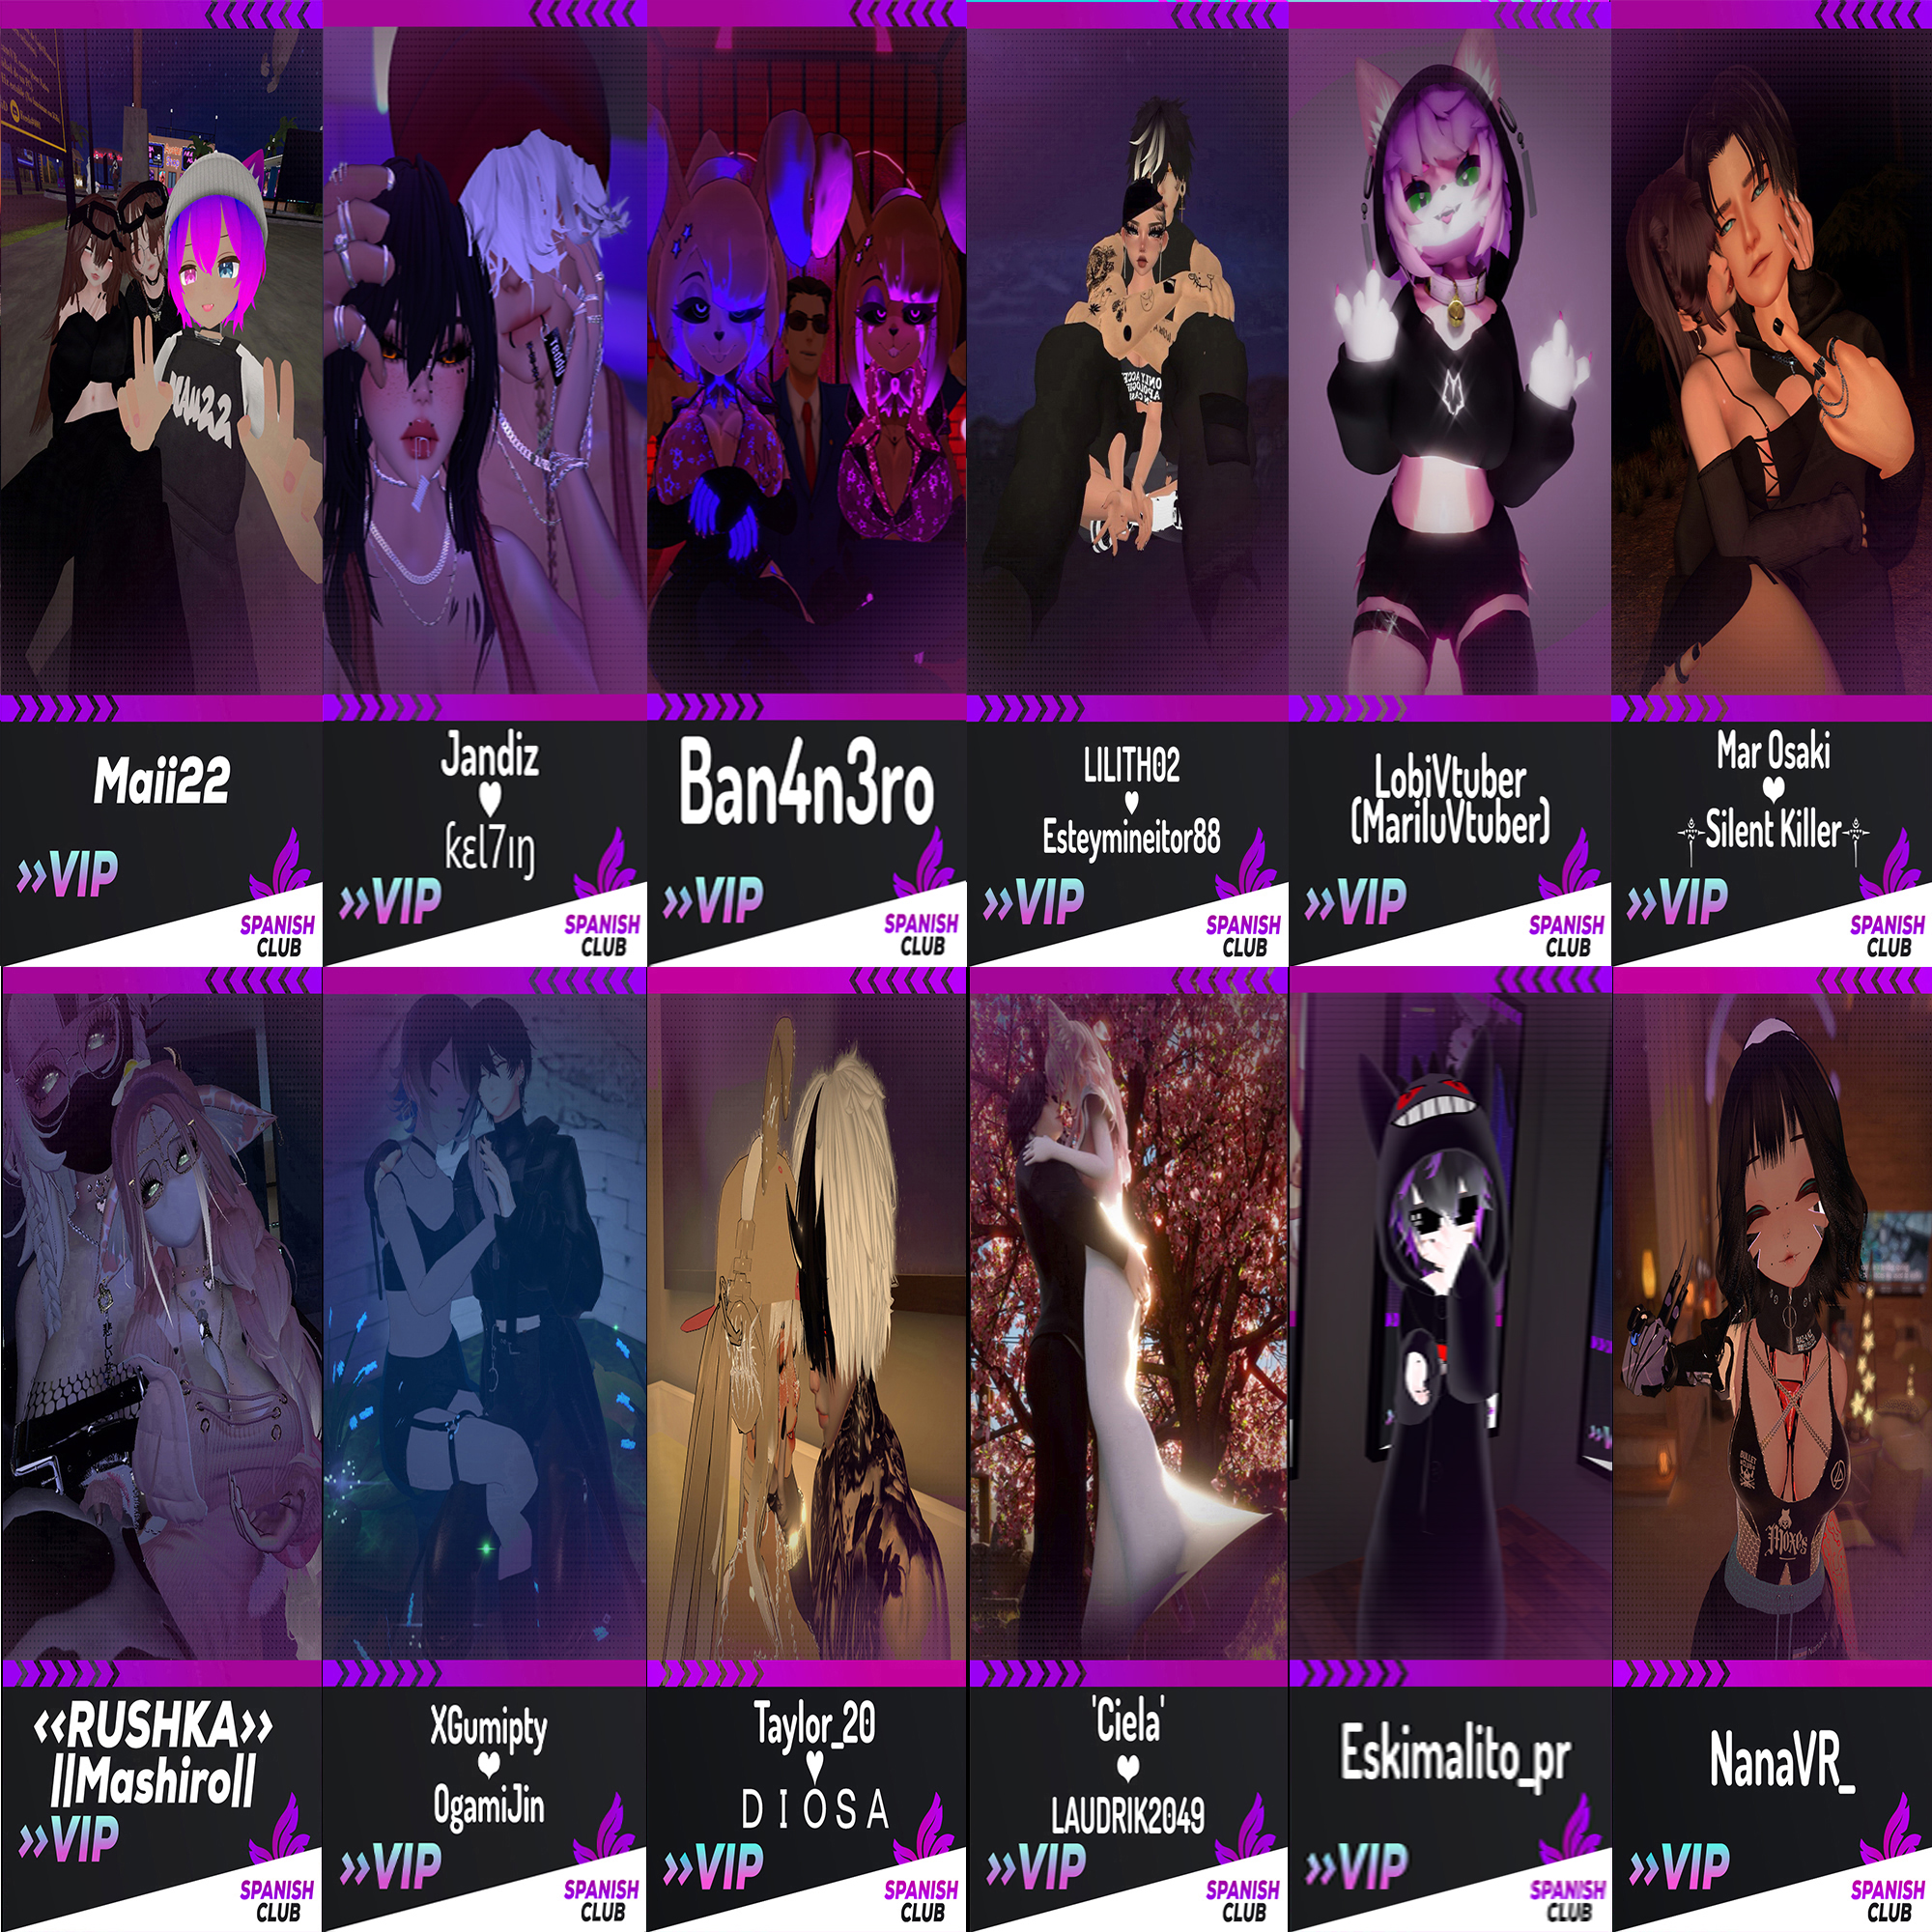 Maii22
»VIP
SPANISH
CLUB
Jandiz
♥
ƙɛl7ıŋ
»VIP
SPANISH
CLUB
Ban4n3ro
»VIP
SPANISH
CLUB
LILITH02
♥
Esteymineitor88
»VIP
SPANISH
CLUB
LobiVtuber
(MariluVtuber)
»VIP
SPANISH
CLUB
Mar Osaki
❤
Silent Killer
»VIP
SPANISH
CLUB
‹‹RUSHKA››
||Mashiro||
»VIP
SPANISH
CLUB
XGumipty
❤
OgamiJin
»VIP
SPANISH
CLUB
Taylor_20
♥
D I O S A
»VIP
SPANISH
CLUB
'Ciela'
❤
LAUDRIK2049
»VIP
SPANISH
CLUB
Eskimalito_pr
»VIP
SPANISH
CLUB
Moxes
NanaVR_
»VIP
SPANISH
CLUB